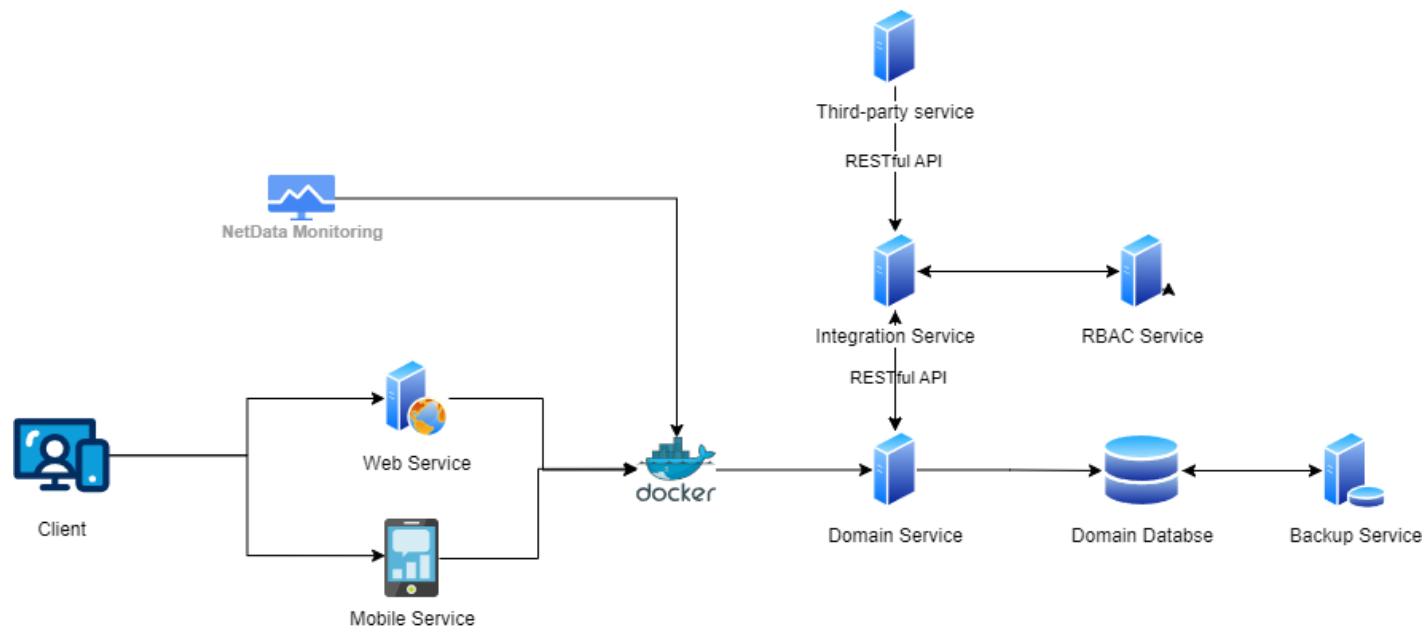 Third-party service
RESTful API
NetData Monitoring
Integration Service
RBAC Service
RESTful API
Web Service
docker
Client
Domain Service
Domain Databse
Backup Service
Mobile Service